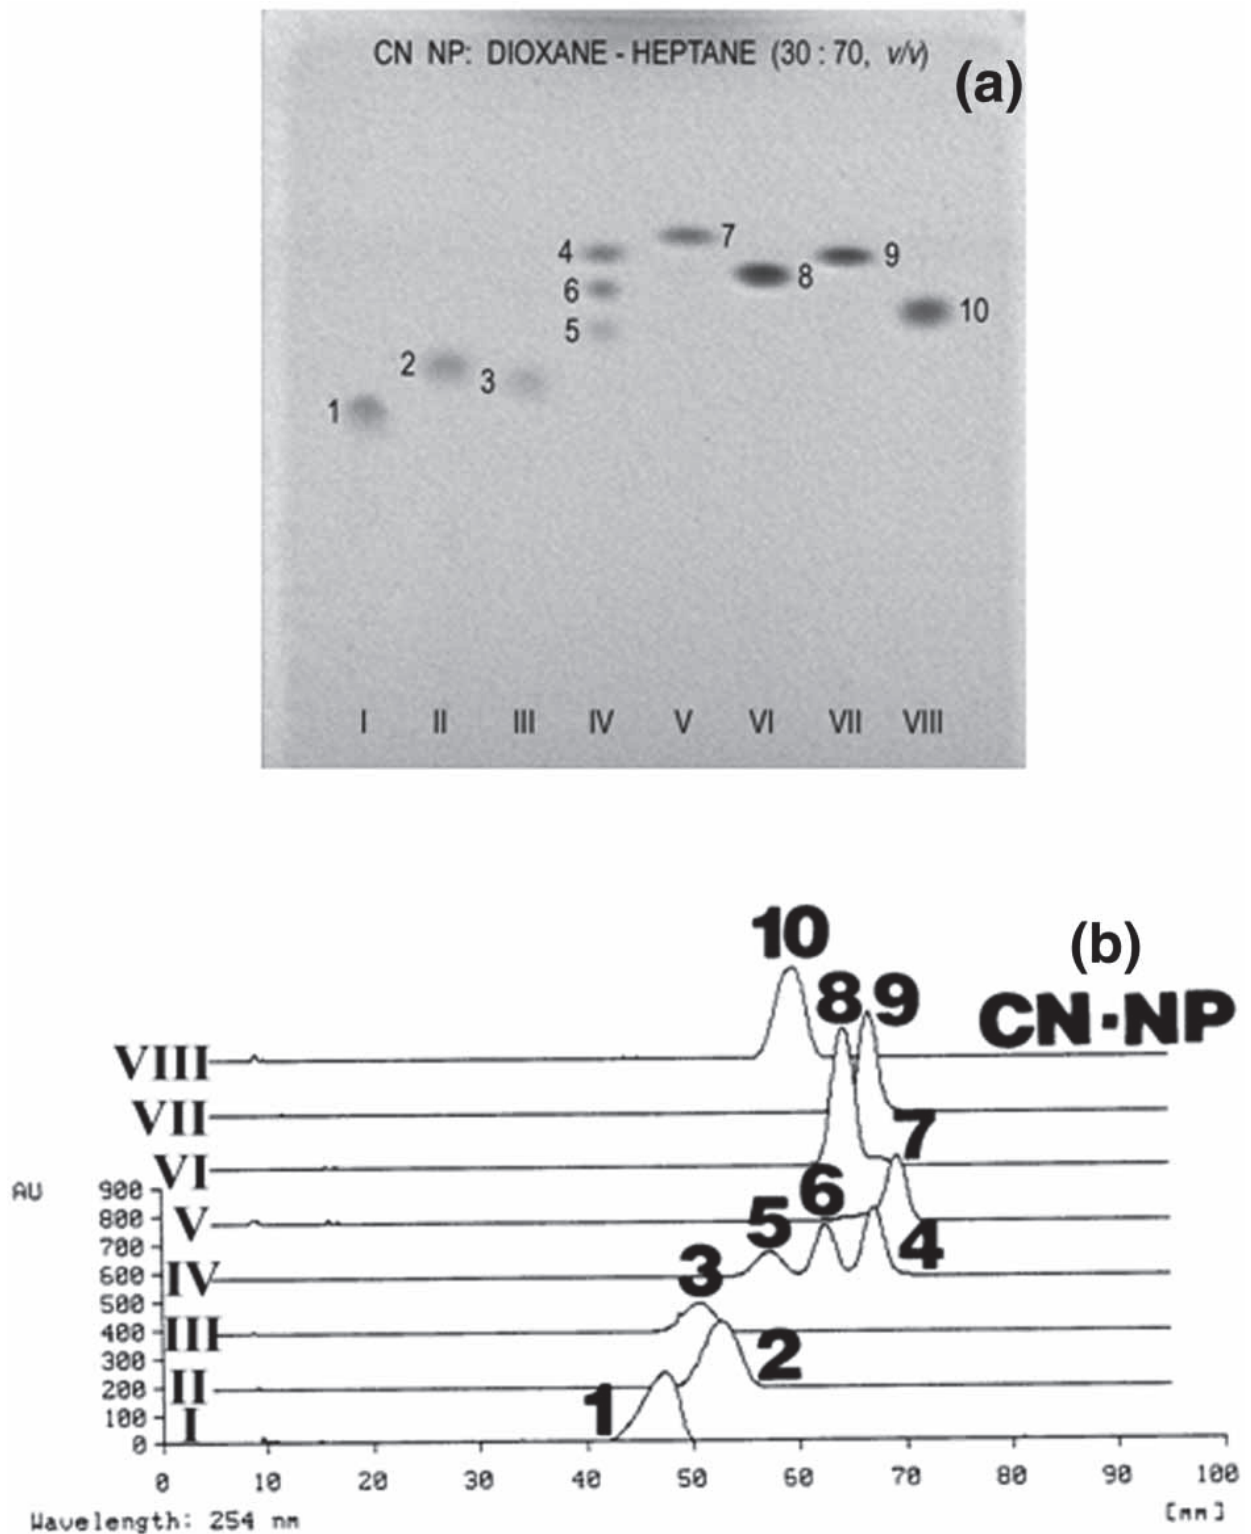 CN NP: DIOXANE - HEPTANE (30 : 70, v/v)
(a)
7
4
9
8
6
10
5
2
3
1
I II III IV V VI VII VIII
10
(b)
8 9
CN·NP
VIII
VII
7
VI
6
AU
900
V
800
5
4
700
3
IV
600
500
III
400
300
2
II
200
1
I
100
0
0 10 20 30 40 50 60 70 80 90 100
Wavelength: 254 nm
[mm]